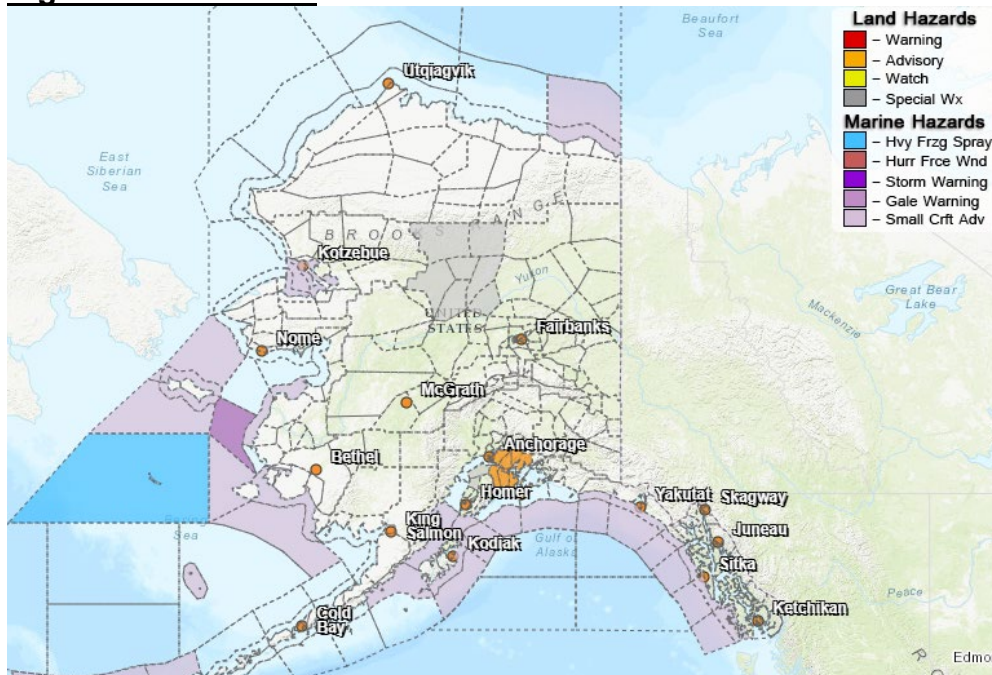 Beaufort
Sea
Land Hazards
– Warning
– Advisory
– Watch
– Special Wx
Marine Hazards
– Hvy Frzg Spray
– Hurr Frce Wnd
– Storm Warning
– Gale Warning
– Small Crft Adv
Utqiagvik
East
Siberian
Sea
BROOKS RANGE
Kotzebue
Yukon
Great Bear
Lake
Mackenzie
UNITED
STATES
Fairbanks
Nome
McGrath
Anchorage
Bethel
Homer
Yakutat
Skagway
King
Salmon
Sea
Juneau
Kodiak
Gulf of
Alaska
Sitka
Peace
Ketchikan
Cold
Bay
Edmo